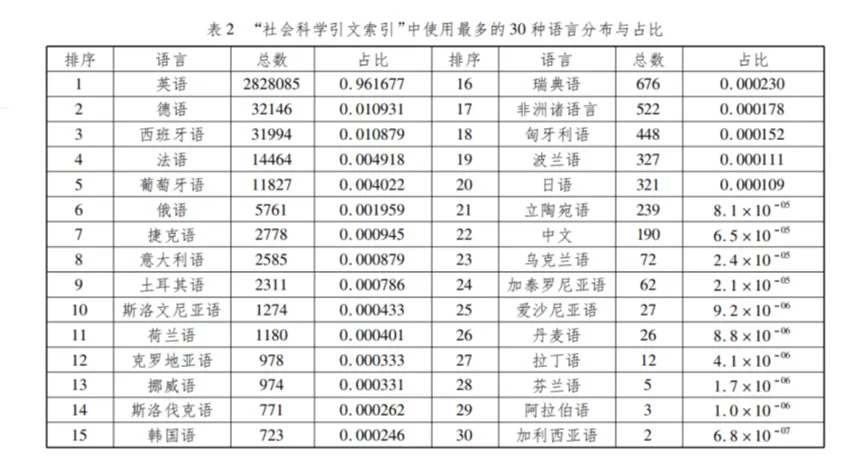 表2 “社会科学引文索引”中使用最多的30种语言分布与占比
排序 语言 总数 占比 排序 语言 总数 占比
1 英语 2828085 0.961677 16 瑞典语 676 0.000230
2 德语 32146 0.010931 17 非洲诸语言 522 0.000178
3 西班牙语 31994 0.010879 18 匈牙利语 448 0.000152
4 法语 14464 0.004918 19 波兰语 327 0.000111
5 葡萄牙语 11827 0.004022 20 日语 321 0.000109
6 俄语 5761 0.001959 21 立陶宛语 239 8.1×10⁻⁰⁵
7 捷克语 2778 0.000945 22 中文 190 6.5×10⁻⁰⁵
8 意大利语 2585 0.000879 23 乌克兰语 72 2.4×10⁻⁰⁵
9 土耳其语 2311 0.000786 24 加泰罗尼亚语 62 2.1×10⁻⁰⁵
10 斯洛文尼亚语 1274 0.000433 25 爱沙尼亚语 27 9.2×10⁻⁰⁶
11 荷兰语 1180 0.000401 26 丹麦语 26 8.8×10⁻⁰⁶
12 克罗地亚语 978 0.000333 27 拉丁语 12 4.1×10⁻⁰⁶
13 挪威语 974 0.000331 28 芬兰语 5 1.7×10⁻⁰⁶
14 斯洛伐克语 771 0.000262 29 阿拉伯语 3 1.0×10⁻⁰⁶
15 韩国语 723 0.000246 30 加利西亚语 2 6.8×10⁻⁰⁷